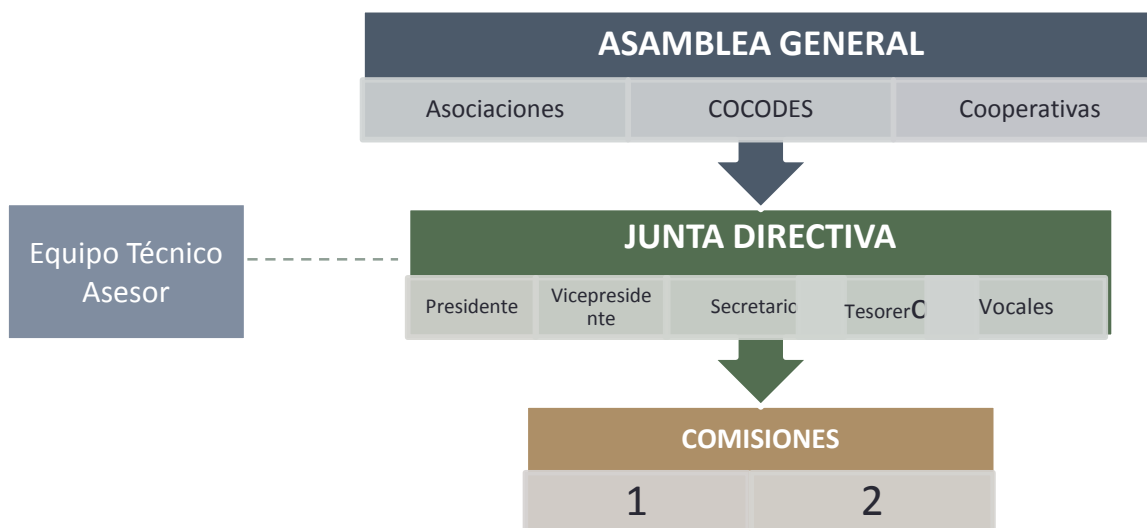 ASAMBLEA GENERAL
Asociaciones COCODES Cooperativas
Equipo Técnico
Asesor
JUNTA DIRECTIVA
Presidente Vicepreside
nte Secretario TesorerO Vocales
COMISIONES
1 2